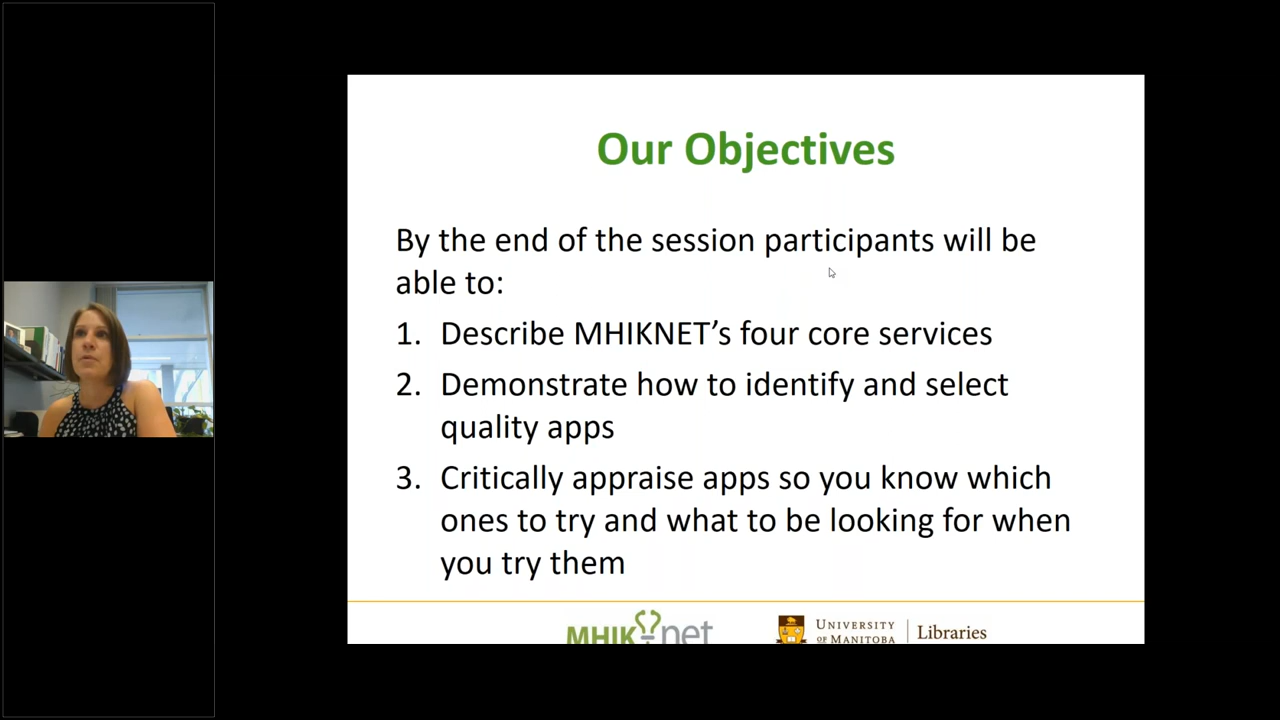 Our Objectives
By the end of the session participants will be
able to:
1. Describe MHIKNET’s four core services
2. Demonstrate how to identify and select
quality apps
3. Critically appraise apps so you know which
ones to try and what to be looking for when
you try them
MHIKnet
UNIVERSITY
OF MANITOBA
Libraries